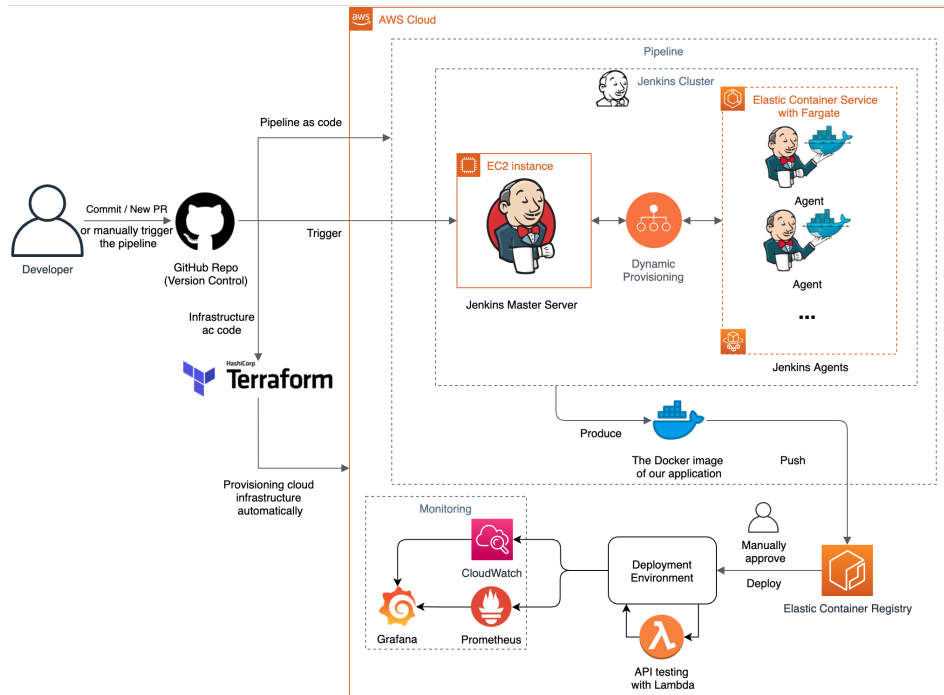 aws
AWS Cloud
Pipeline
Jenkins Cluster
Elastic Container Service
with Fargate
Pipeline as code
EC2 instance
Agent
Commit / New PR
or manually trigger
the pipeline
Trigger
Developer
GitHub Repo
(Version Control)
Dynamic
Provisioning
Agent
Jenkins Master Server
Infrastructure
ac code
...
HashiCorp
Terraform
Jenkins Agents
Produce
The Docker image
of our application
Push
Provisioning cloud
infrastructure
automatically
Monitoring
CloudWatch
Grafana
Prometheus
Deployment
Environment
Manually
approve
Deploy
Elastic Container Registry
API testing
with Lambda